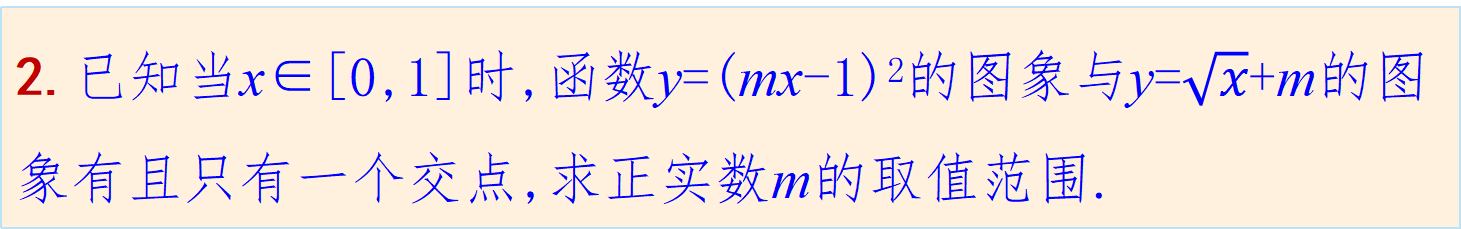 2. 已知当x∈[0,1]时,函数y=(mx-1)²的图象与y=√x+m的图
象有且只有一个交点,求正实数m的取值范围.